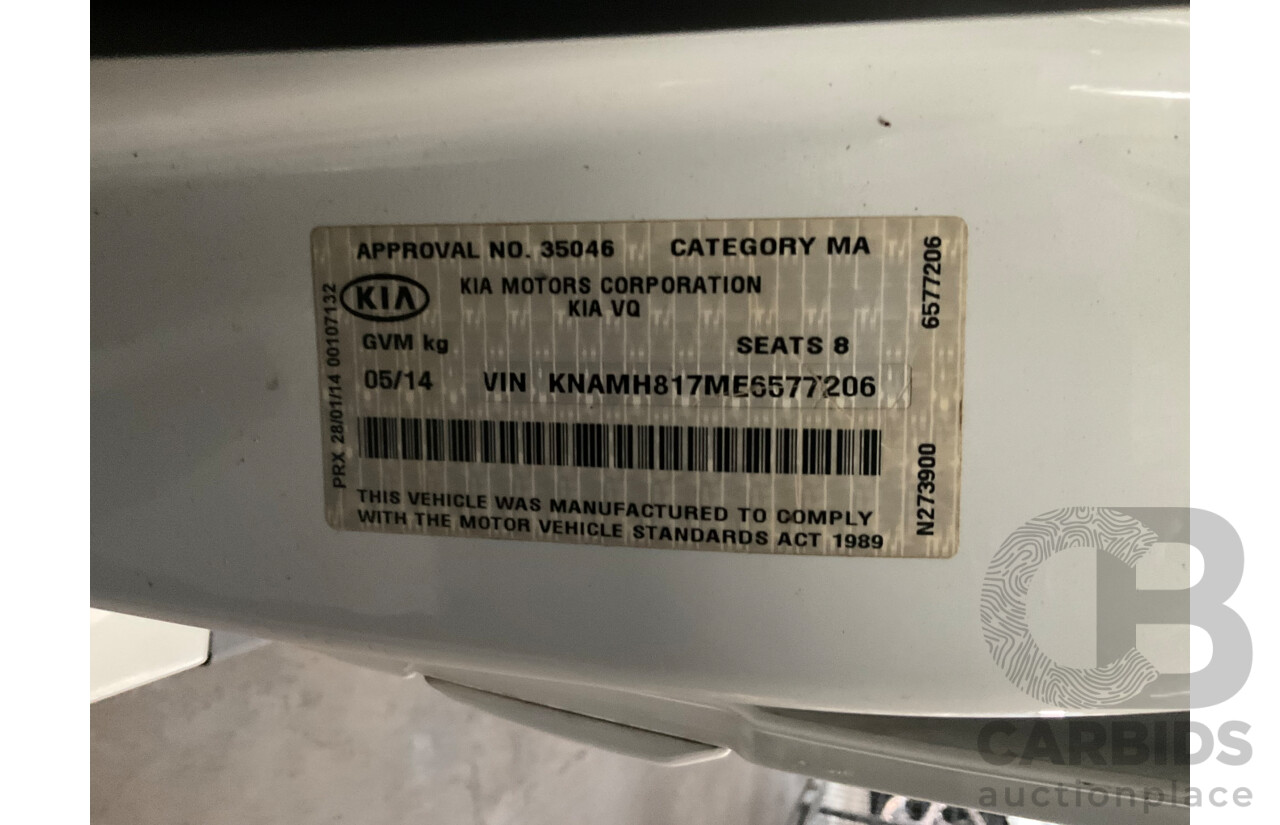 APPROVAL NO. 35046 CATEGORY MA
KIA
KIA MOTORS CORPORATION
KIA VQ
GVM kg SEATS 8
05/14 VIN KNAMH817ME6577206
THIS VEHICLE WAS MANUFACTURED TO COMPLY
WITH THE MOTOR VEHICLE STANDARDS ACT 1989
PRX 28/01/14 00107132
6577206
N273900
CB
CARBIDS
auctionplace